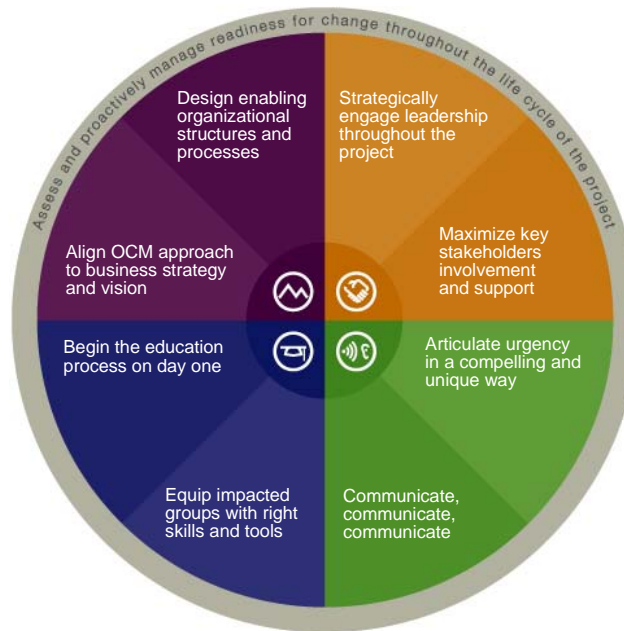 Assess and proactively manage readiness for change throughout the life cycle of the project
Design enabling
organizational
structures and
processes
Strategically
engage leadership
throughout the
project
Align OCM approach
to business strategy
and vision
Maximize key
stakeholders
involvement
and support
Begin the education
process on day one
Articulate urgency
in a compelling and
unique way
Equip impacted
groups with right
skills and tools
Communicate,
communicate,
communicate